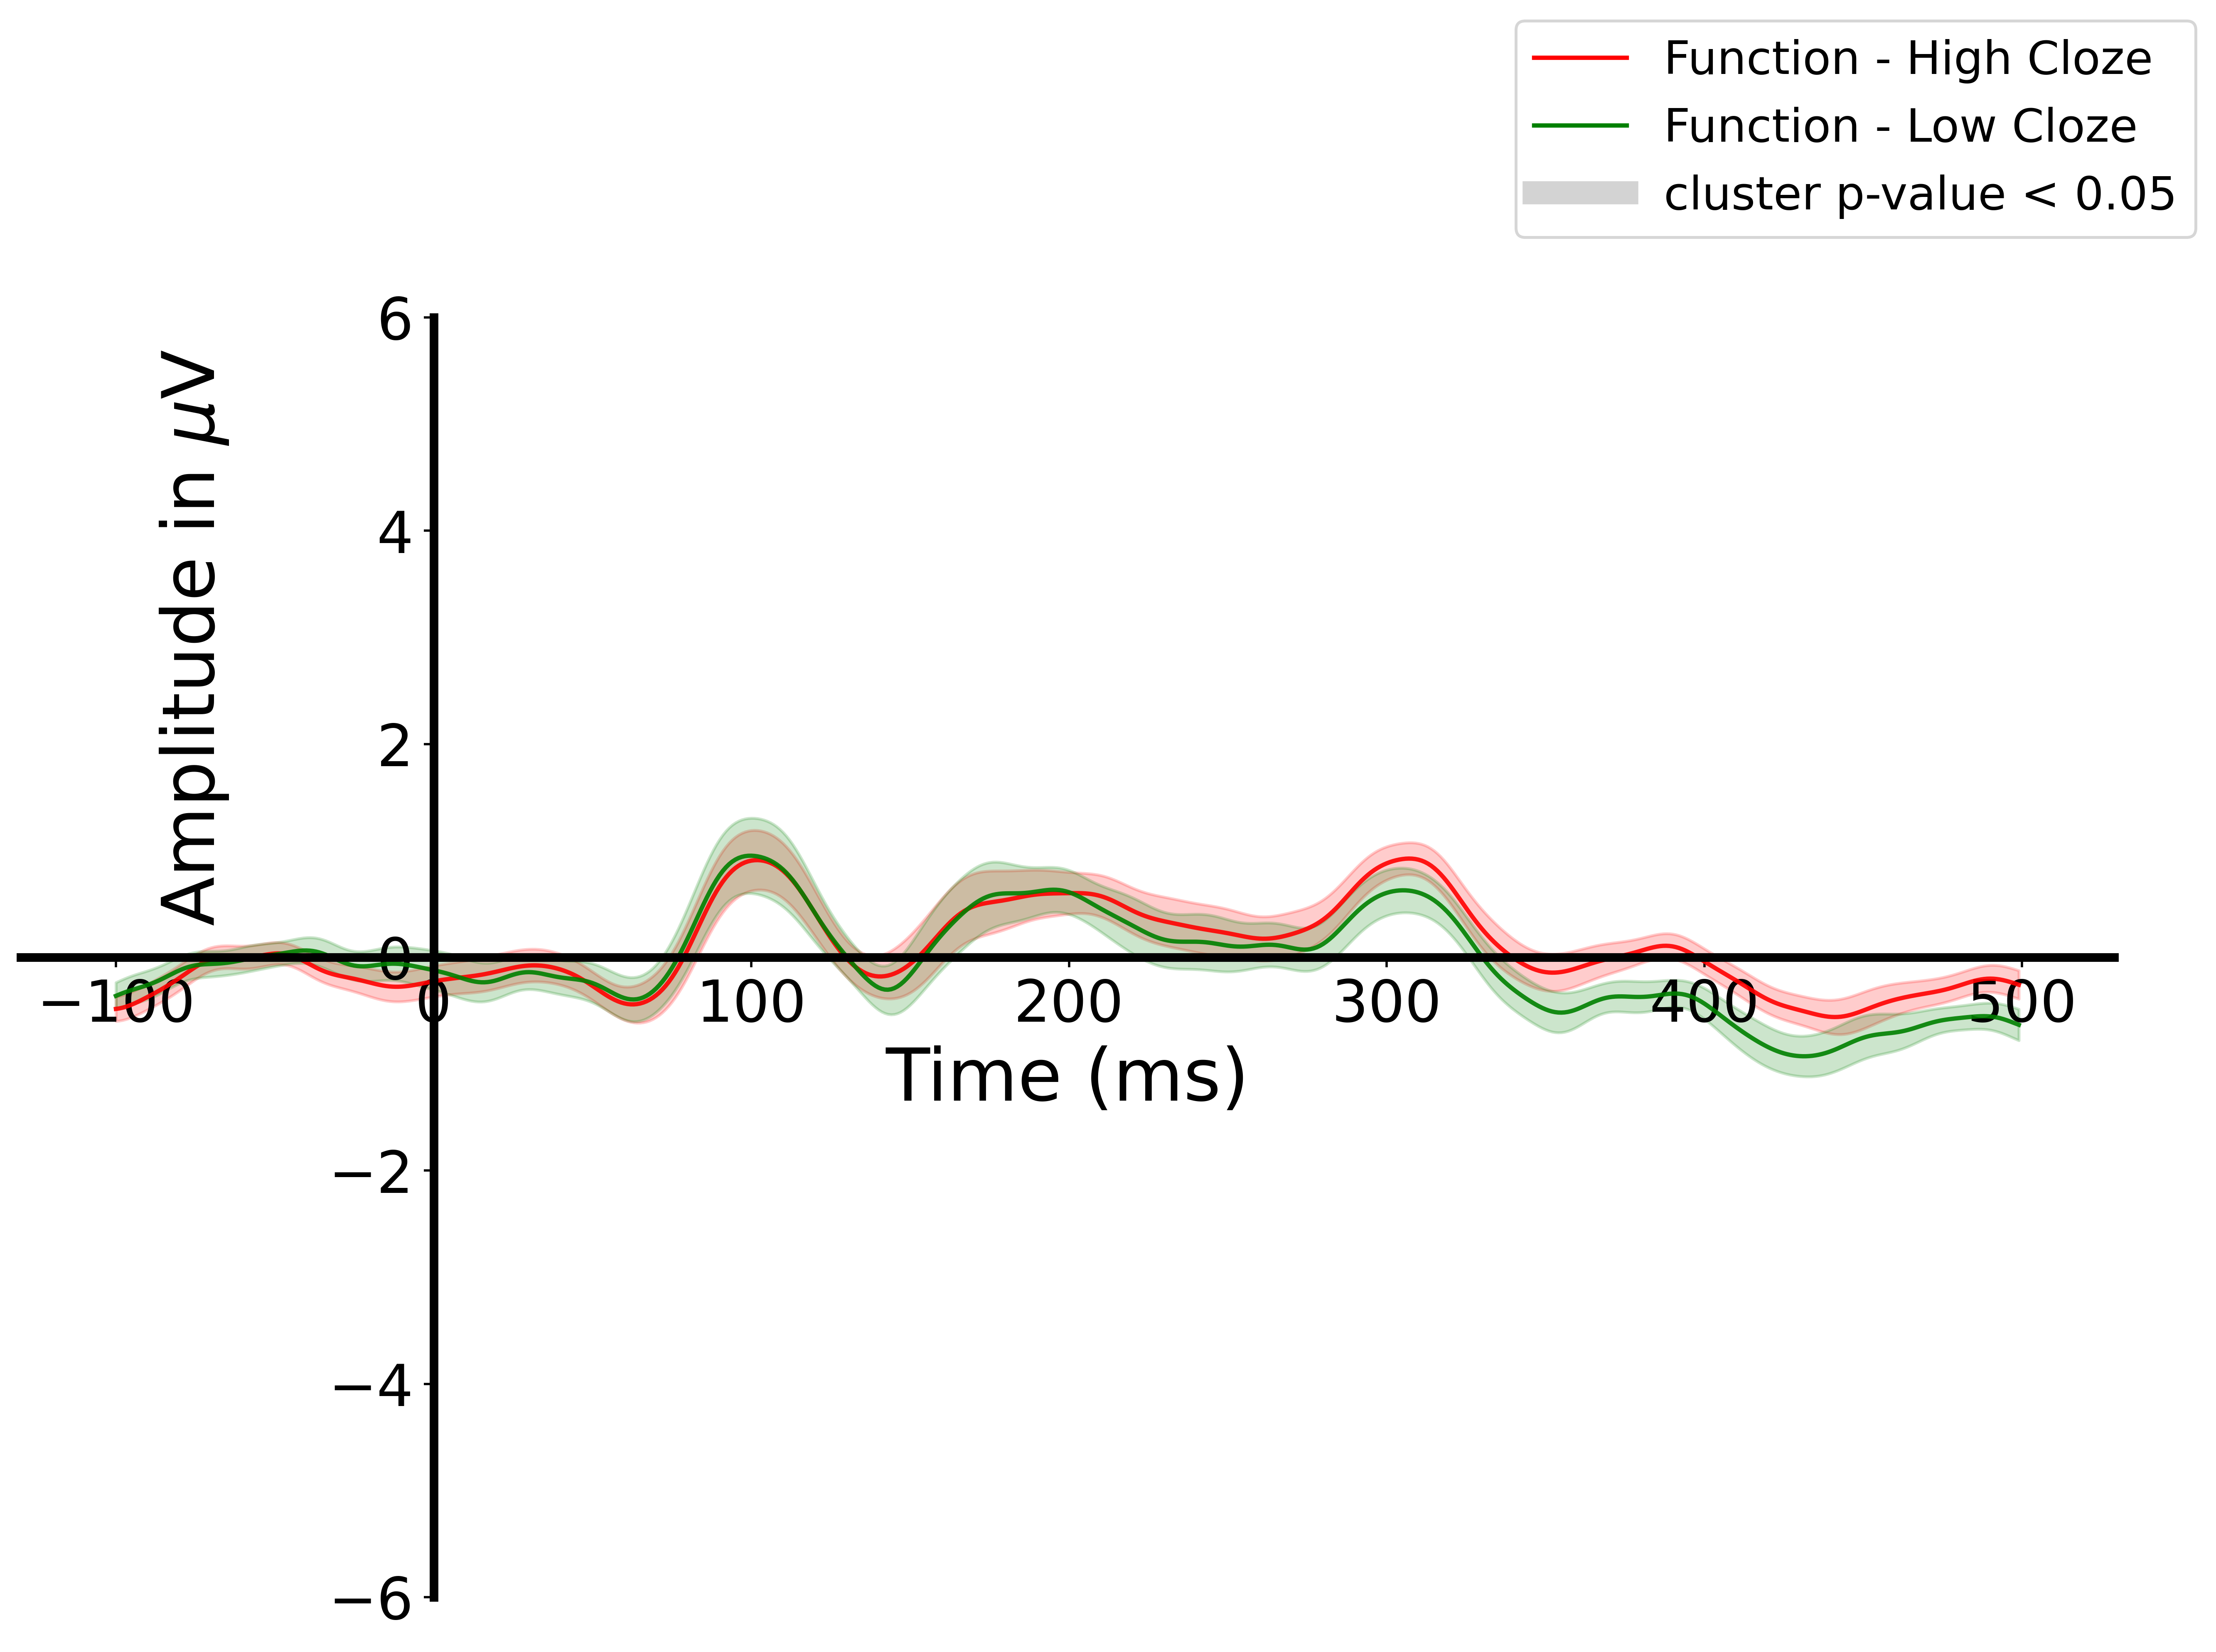 Function - High Cloze
Function - Low Cloze
cluster p-value < 0.05
Amplitude in µV
6
4
2
0
−2
−4
−6
−100 0 100 200 300 400 500
Time (ms)